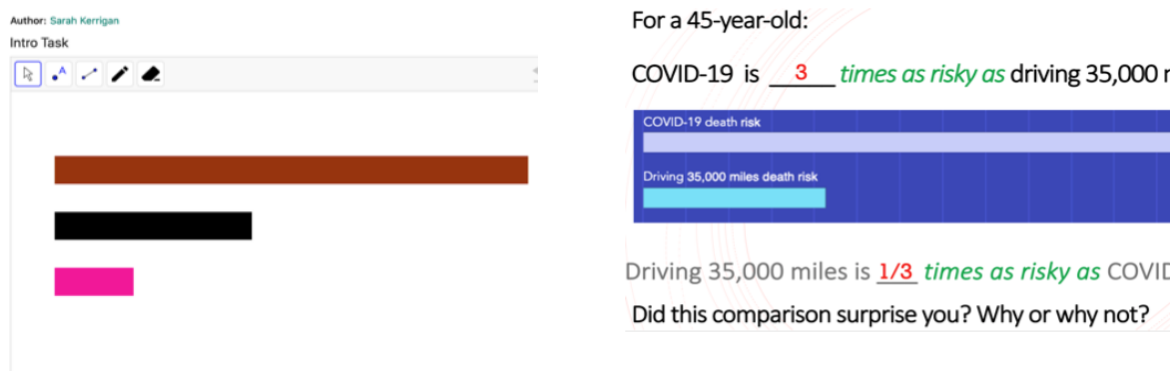 Author: Sarah Kerrigan
Intro Task
A
For a 45-year-old:
COVID-19 is 3 times as risky as driving 35,000
COVID-19 death risk
Driving 35,000 miles death risk
Driving 35,000 miles is 1/3 times as risky as COVID
Did this comparison surprise you? Why or why not?